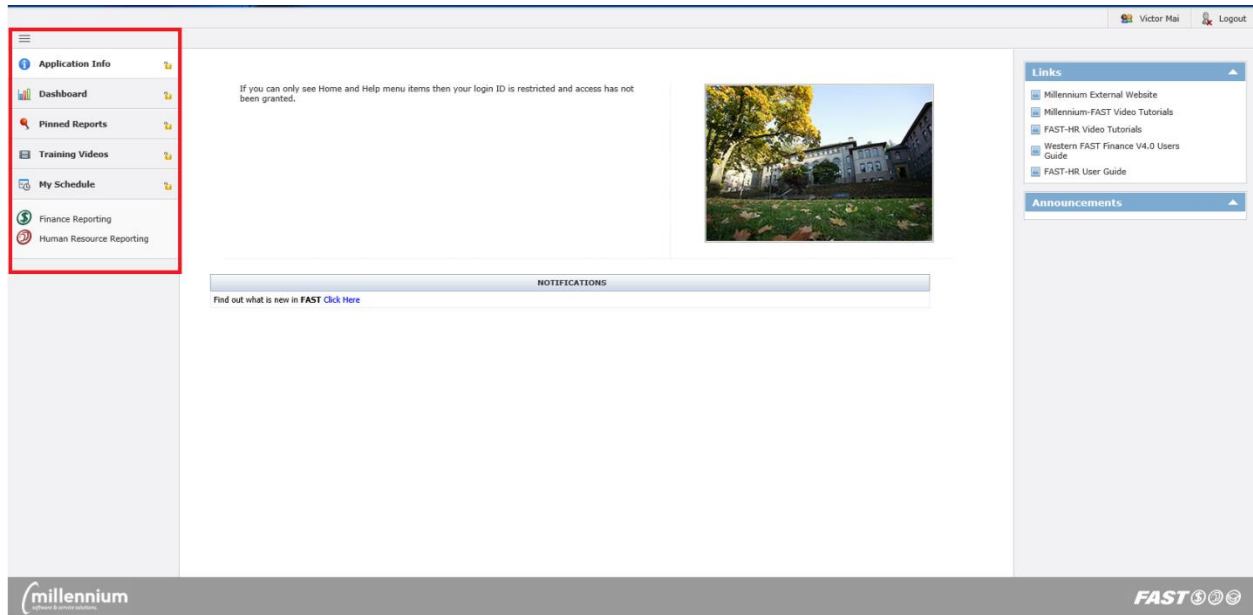 Victor Mai
Logout
Application Info
Dashboard
Pinned Reports
Training Videos
My Schedule
Finance Reporting
Human Resource Reporting
If you can only see Home and Help menu items then your login ID is restricted and access has not
been granted.
NOTIFICATIONS
Find out what is new in FAST Click Here
Links
Millennium External Website
Millennium-FAST Video Tutorials
FAST-HR Video Tutorials
Western FAST Finance V4.0 Users
Guide
FAST-HR User Guide
Announcements
millennium
software & service solutions
FAST